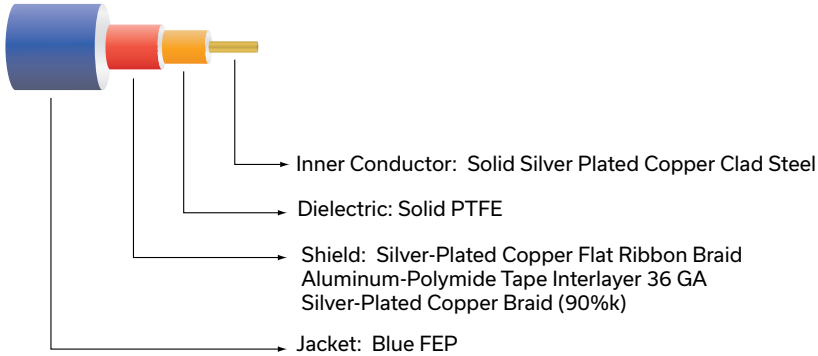 Inner Conductor: Solid Silver Plated Copper Clad Steel
Dielectric: Solid PTFE
Shield: Silver-Plated Copper Flat Ribbon Braid
Aluminum-Polymide Tape Interlayer 36 GA
Silver-Plated Copper Braid (90%k)
Jacket: Blue FEP